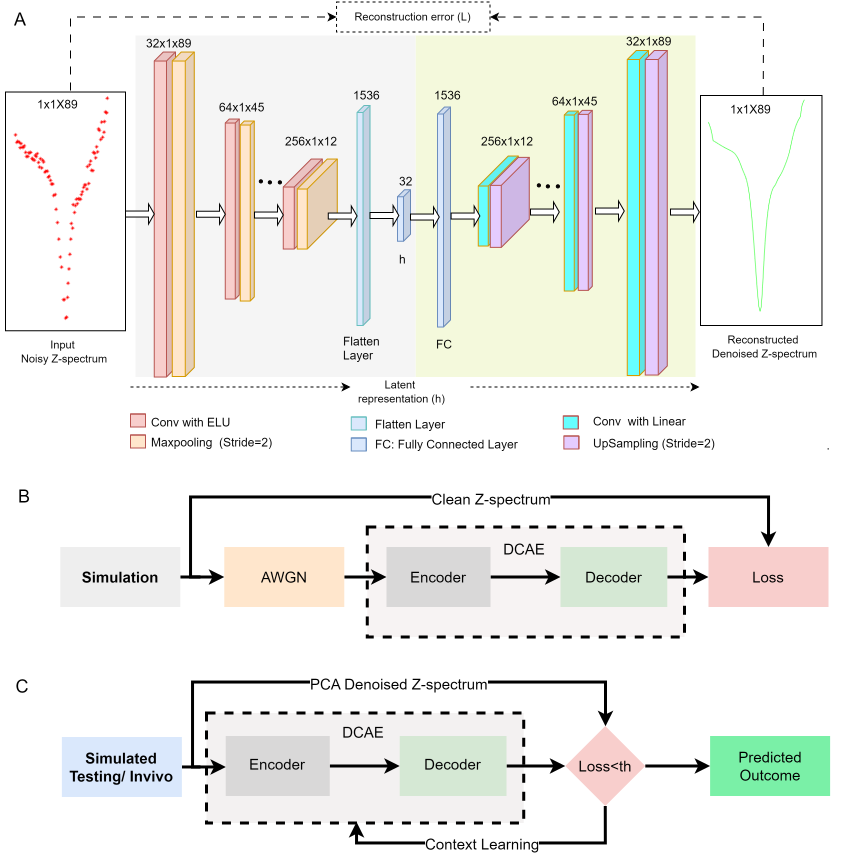 A
Reconstruction error (L)
32x1x89
32x1x89
1x1X89
64x1x45
1536
1536
64x1x45
1x1X89
256x1x12
256x1x12
32
h
Input
Noisy Z-spectrum
Flatten
Layer
FC
Reconstructed
Denoised Z-spectrum
Latent
representation (h)
Conv with ELU
Flatten Layer
Conv with Linear
Maxpooling (Stride=2)
FC: Fully Connected Layer
UpSampling (Stride=2)
B
Clean Z-spectrum
DCAE
Simulation
AWGN
Encoder
Decoder
Loss
C
PCA Denoised Z-spectrum
DCAE
Simulated
Testing/ Invivo
Encoder
Decoder
Loss<th
Predicted
Outcome
Context Learning